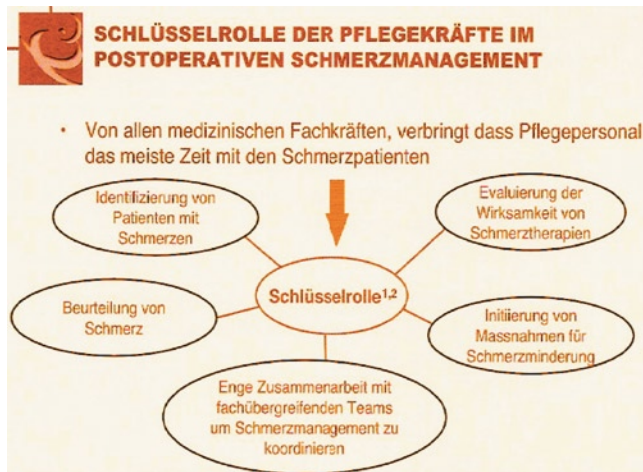 SCHLÜSSELROLLE DER PFLEGEKRÄFTE IM
POSTOPERATIVEN SCHMERZMANAGEMENT
• Von allen medizinischen Fachkräften, verbringt dass Pflegepersonal
das meiste Zeit mit den Schmerzpatienten
Identifizierung von
Patienten mit
Schmerzen
Evaluierung der
Wirksamkeit von
Schmerztherapien
Schlüsselrolle¹,²
Beurteilung von
Schmerz
Initiierung von
Massnahmen für
Schmerzminderung
Enge Zusammenarbeit mit
fachübergreifenden Teams
um Schmerzmanagement zu
koordinieren